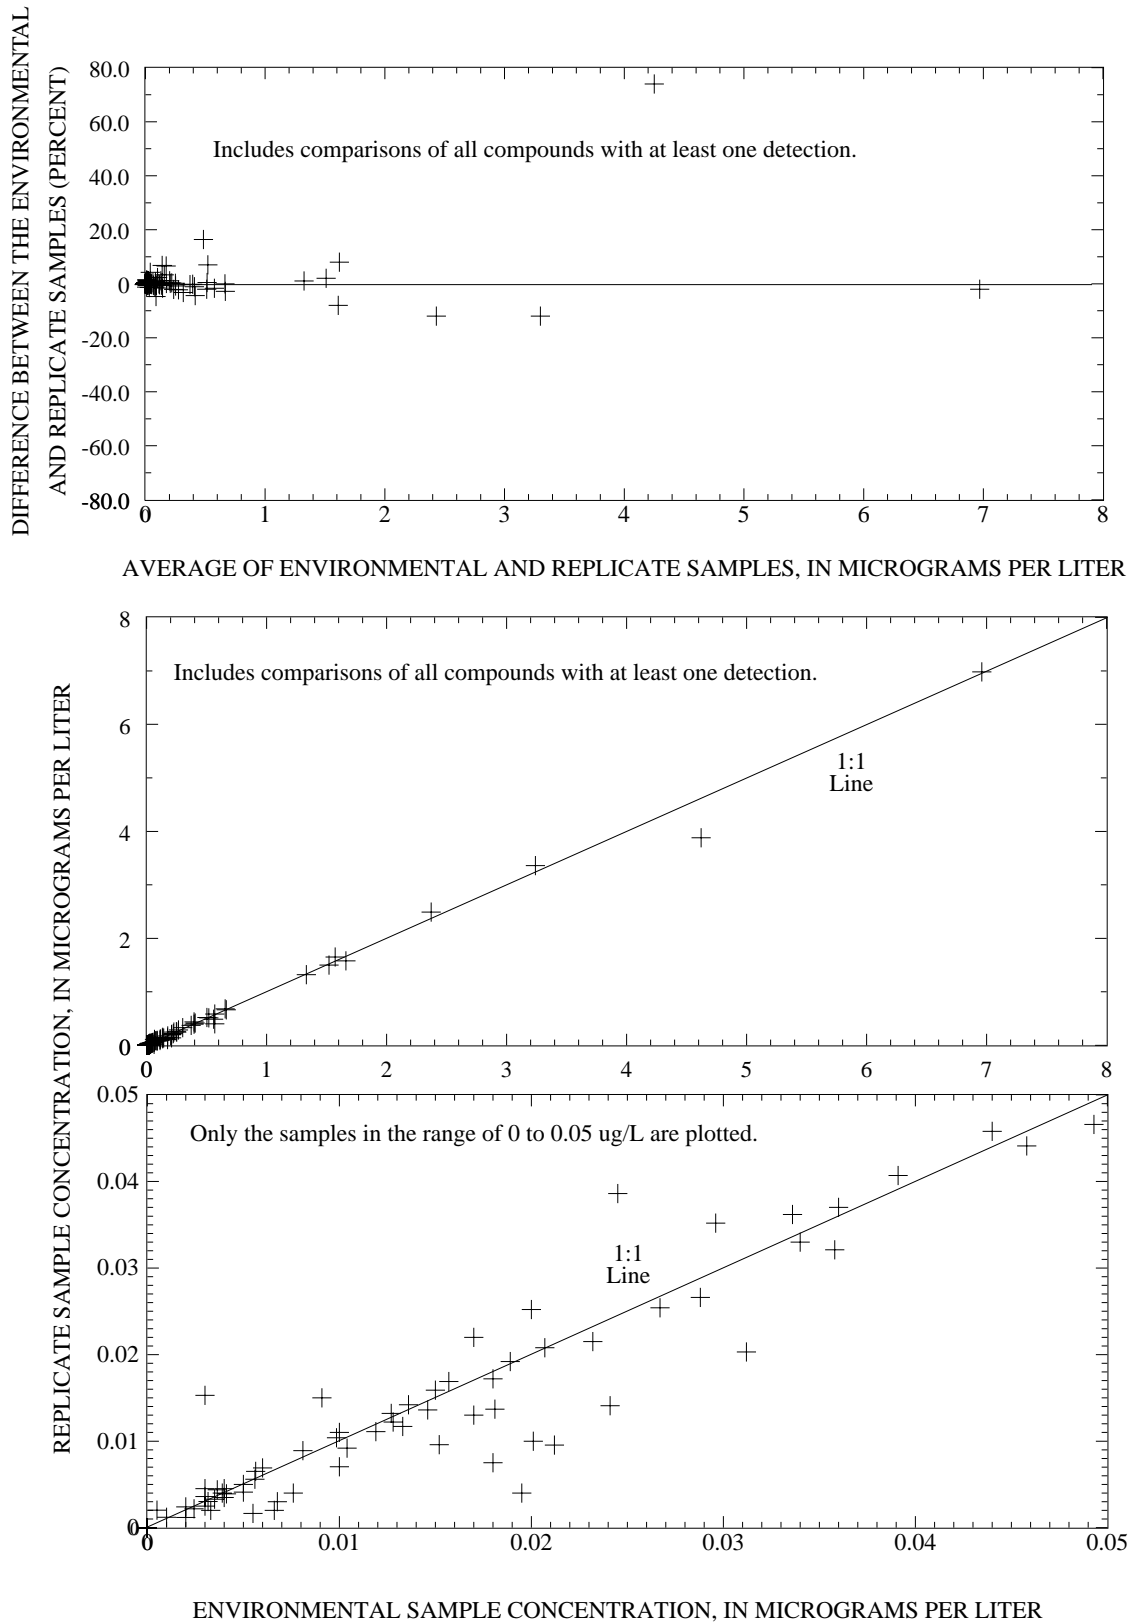 DIFFERENCE BETWEEN THE ENVIRONMENTAL
AND REPLICATE SAMPLES (PERCENT)
80.0
60.0
40.0
20.0
0
-20.0
-40.0
-60.0
-80.0
Includes comparisons of all compounds with at least one detection.
0 1 2 3 4 5 6 7 8
AVERAGE OF ENVIRONMENTAL AND REPLICATE SAMPLES, IN MICROGRAMS PER LITER
REPLICATE SAMPLE CONCENTRATION, IN MICROGRAMS PER LITER
8
6
4
2
0
Includes comparisons of all compounds with at least one detection.
1:1
Line
0 1 2 3 4 5 6 7 8
0.05
0.04
0.03
0.02
0.01
0
Only the samples in the range of 0 to 0.05 ug/L are plotted.
1:1
Line
0 0.01 0.02 0.03 0.04 0.05
ENVIRONMENTAL SAMPLE CONCENTRATION, IN MICROGRAMS PER LITER